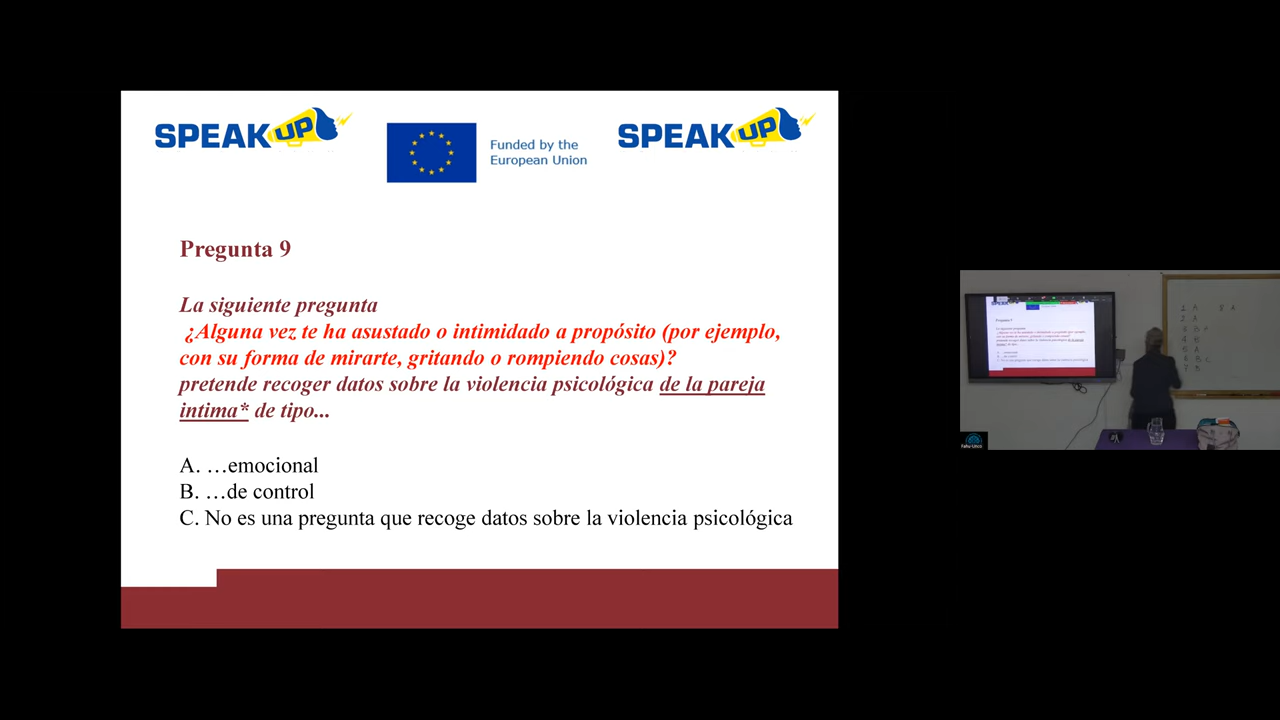 SPEAK UP
Funded by the
European Union
SPEAK UP
Pregunta 9
La siguiente pregunta
¿Alguna vez te ha asustado o intimidado a propósito (por ejemplo,
con su forma de mirarte, gritando o rompiendo cosas)?
pretende recoger datos sobre la violencia psicológica de la pareja
intima* de tipo...
A. …emocional
B. …de control
C. No es una pregunta que recoge datos sobre la violencia psicológica